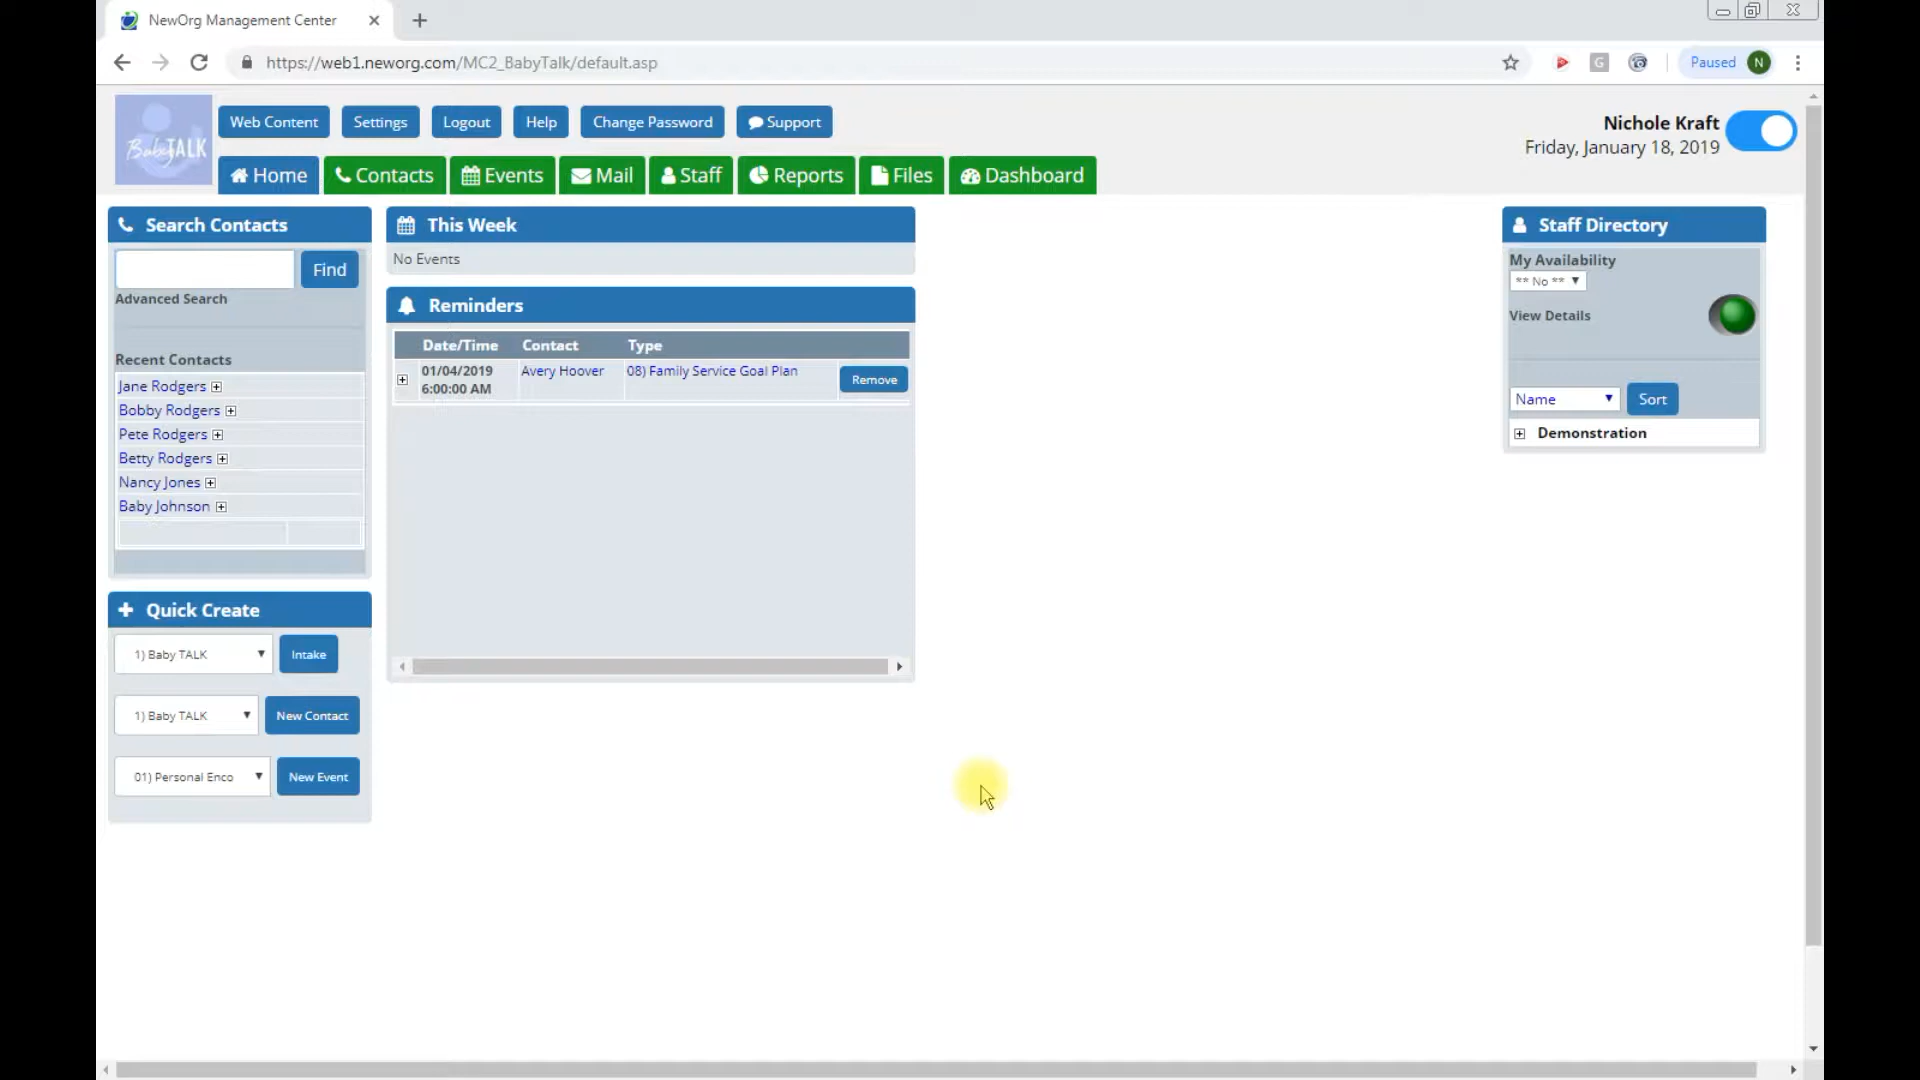 NewOrg Management Center
https://web1.neworg.com/MC2_BabyTalk/default.asp
G
Paused N
BabyTALK
Web Content Settings Logout Help Change Password Support
Nichole Kraft
Friday, January 18, 2019
Home Contacts Events Mail Staff Reports Files Dashboard
Search Contacts
Find
Advanced Search
Recent Contacts
Jane Rodgers
Bobby Rodgers
Pete Rodgers
Betty Rodgers
Nancy Jones
Baby Johnson
Quick Create
1) Baby TALK Intake
1) Baby TALK New Contact
01) Personal Enco New Event
This Week
No Events
Reminders
Date/Time Contact Type
01/04/2019 6:00:00 AM Avery Hoover 08) Family Service Goal Plan Remove
Staff Directory
My Availability
** No **
View Details
Name Sort
Demonstration